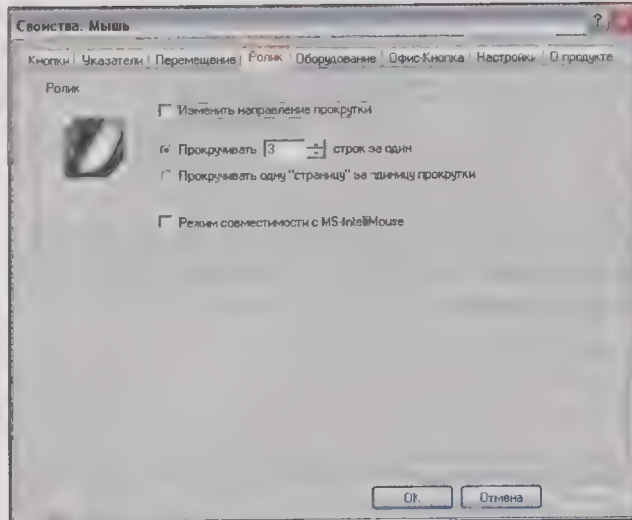 Свойства. Мышь
Кнопки Указатели Перемещение Ролик Оборудование Офис-Кнопка Настройки О продукте
Ролик
Изменить направление прокрутки
Прокручивать 3 строк за один
Прокручивать одну "страницу" за единицу прокрутки
Режим совместимости с MS-IntelliMouse
OK Отмена